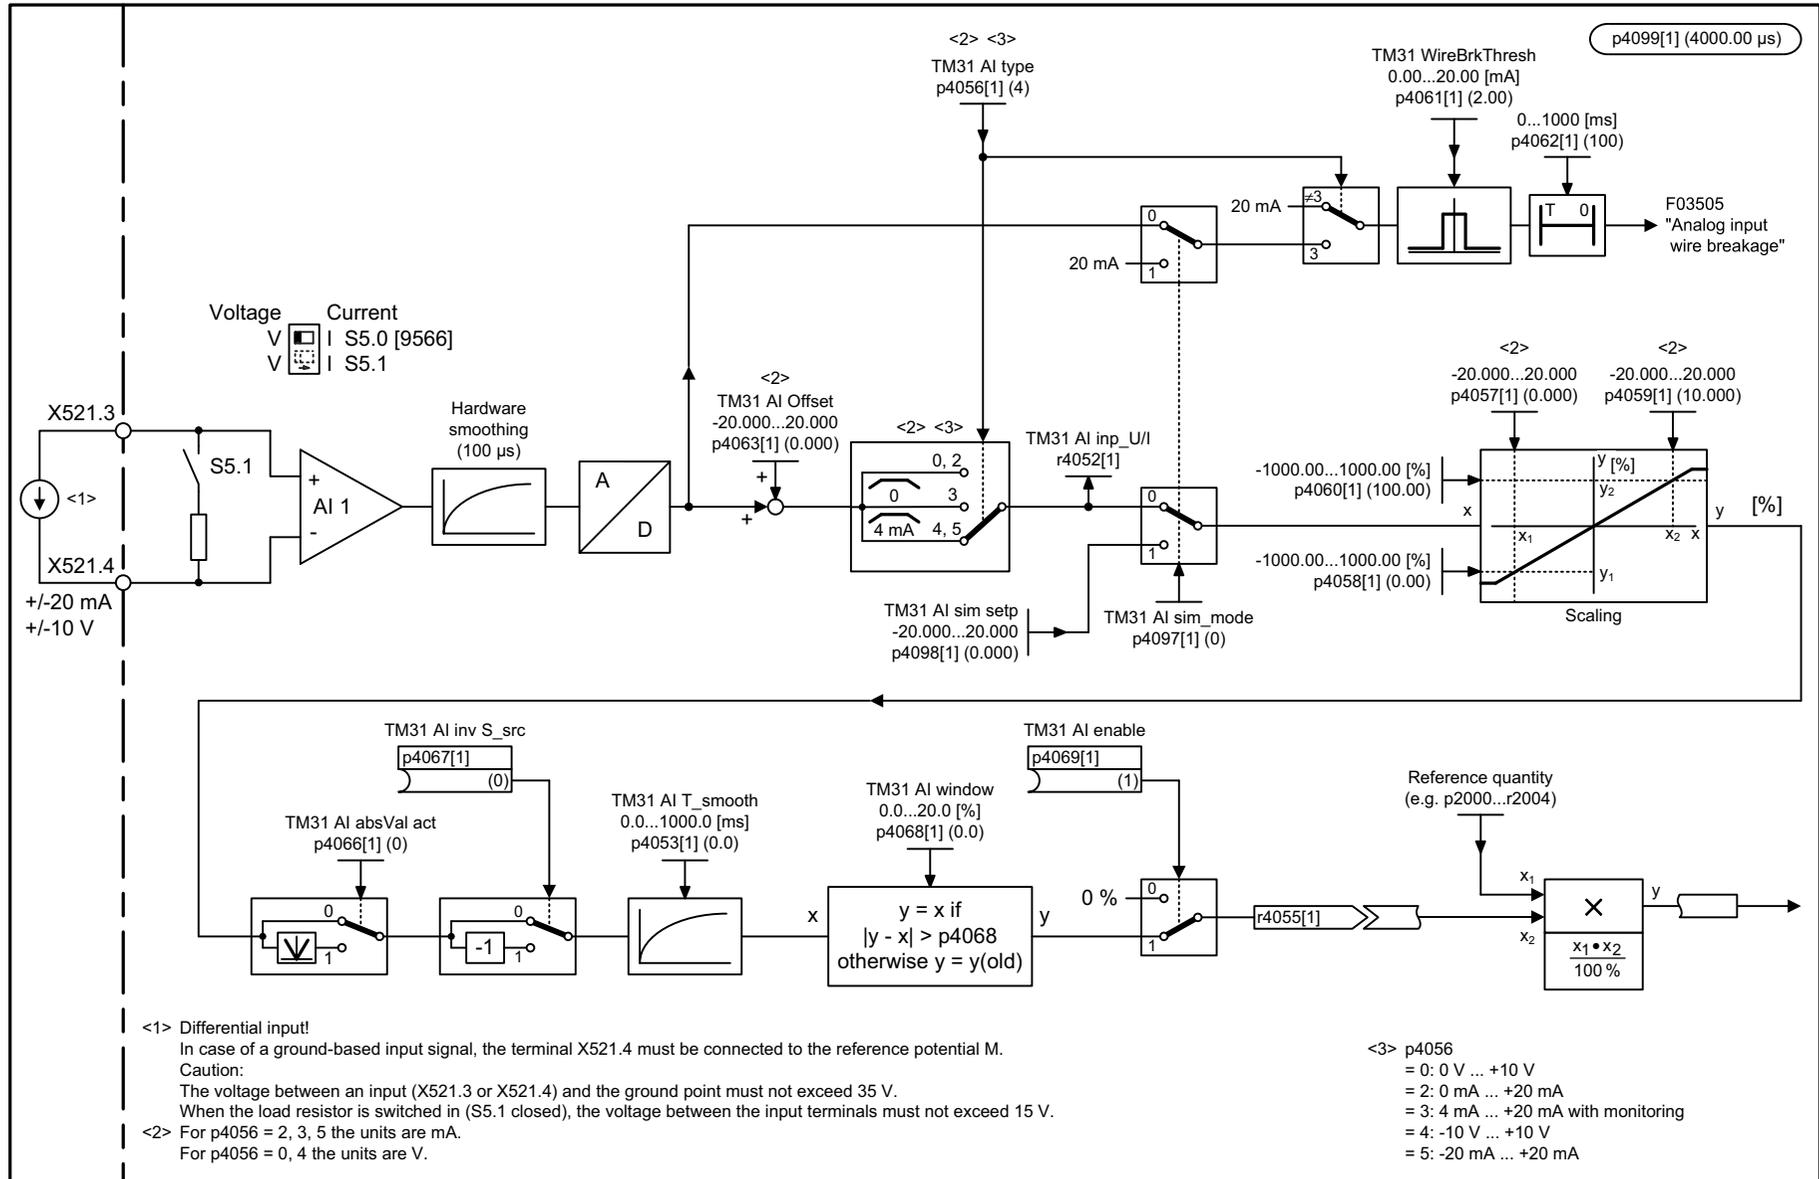 p4099[1] (4000.00 µs)
<2> <3>
TM31 AI type
p4056[1] (4)
TM31 WireBrkThresh
0.00...20.00 [mA]
p4061[1] (2.00)
0...1000 [ms]
p4062[1] (100)
20 mA
≠3
3
T 0
F03505
"Analog input
wire breakage"
0
20 mA
1
Voltage Current
V I S5.0 [9566]
V I S5.1
X521.3
<1>
X521.4
+/-20 mA
+/-10 V
S5.1
+
AI 1
-
Hardware
smoothing
(100 µs)
A
D
<2>
TM31 AI Offset
-20.000...20.000
p4063[1] (0.000)
+
+
<2> <3>
0, 2
0
3
4 mA
4, 5
TM31 AI inp_U/I
r4052[1]
0
1
TM31 AI sim setp
-20.000...20.000
p4098[1] (0.000)
TM31 AI sim_mode
p4097[1] (0)
<2>
-20.000...20.000
p4057[1] (0.000)
<2>
-20.000...20.000
p4059[1] (10.000)
-1000.00...1000.00 [%]
p4060[1] (100.00)
x
-1000.00...1000.00 [%]
p4058[1] (0.00)
y [%]
y2
x1
x2 x
y1
Scaling
y [%]
TM31 AI inv S_src
p4067[1]
(0)
TM31 AI absVal act
p4066[1] (0)
0
1
0
-1
1
TM31 AI T_smooth
0.0...1000.0 [ms]
p4053[1] (0.0)
TM31 AI window
0.0...20.0 [%]
p4068[1] (0.0)
x
y = x if
|y - x| > p4068
otherwise y = y(old)
y
TM31 AI enable
p4069[1]
(1)
0 %
0
1
r4055[1]
Reference quantity
(e.g. p2000...r2004)
x1
x2
×
x1•x2
100 %
y
<1> Differential input!
In case of a ground-based input signal, the terminal X521.4 must be connected to the reference potential M.
Caution:
The voltage between an input (X521.3 or X521.4) and the ground point must not exceed 35 V.
When the load resistor is switched in (S5.1 closed), the voltage between the input terminals must not exceed 15 V.
<2> For p4056 = 2, 3, 5 the units are mA.
For p4056 = 0, 4 the units are V.
<3> p4056
= 0: 0 V ... +10 V
= 2: 0 mA ... +20 mA
= 3: 4 mA ... +20 mA with monitoring
= 4: -10 V ... +10 V
= 5: -20 mA ... +20 mA